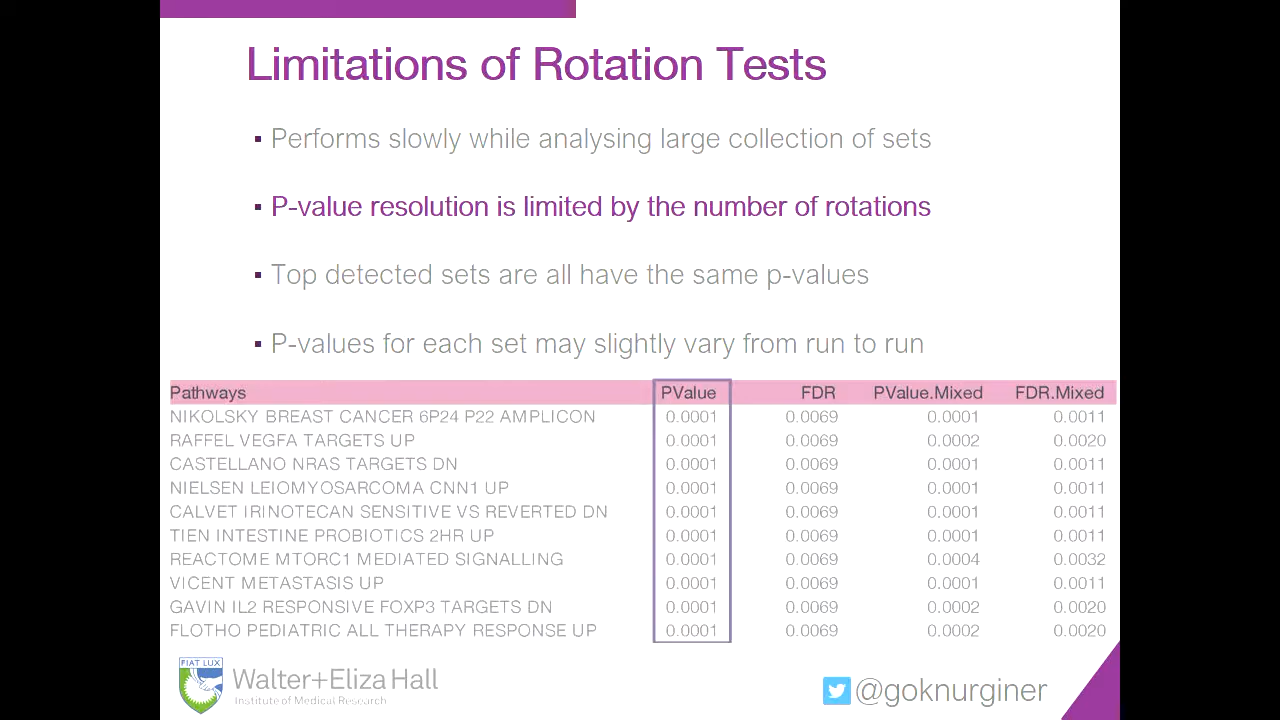 Limitations of Rotation Tests
▪ Performs slowly while analysing large collection of sets
▪ P-value resolution is limited by the number of rotations
▪ Top detected sets are all have the same p-values
▪ P-values for each set may slightly vary from run to run
Pathways PValue FDR PValue.Mixed FDR.Mixed
NIKOLSKY BREAST CANCER 6P24 P22 AMPLICON 0.0001 0.0069 0.0001 0.0011
RAFFEL VEGFA TARGETS UP 0.0001 0.0069 0.0002 0.0020
CASTELLANO NRAS TARGETS DN 0.0001 0.0069 0.0001 0.0011
NIELSEN LEIOMYOSARCOMA CNN1 UP 0.0001 0.0069 0.0001 0.0011
CALVET IRINOTECAN SENSITIVE VS REVERTED DN 0.0001 0.0069 0.0001 0.0011
TIEN INTESTINE PROBIOTICS 2HR UP 0.0001 0.0069 0.0001 0.0011
REACTOME MTORC1 MEDIATED SIGNALLING 0.0001 0.0069 0.0004 0.0032
VICENT METASTASIS UP 0.0001 0.0069 0.0001 0.0011
GAVIN IL2 RESPONSIVE FOXP3 TARGETS DN 0.0001 0.0069 0.0002 0.0020
FLOTHO PEDIATRIC ALL THERAPY RESPONSE UP 0.0001 0.0069 0.0002 0.0020
FIAT LUX
Walter+Eliza Hall
Institute of Medical Research
@goknurginer